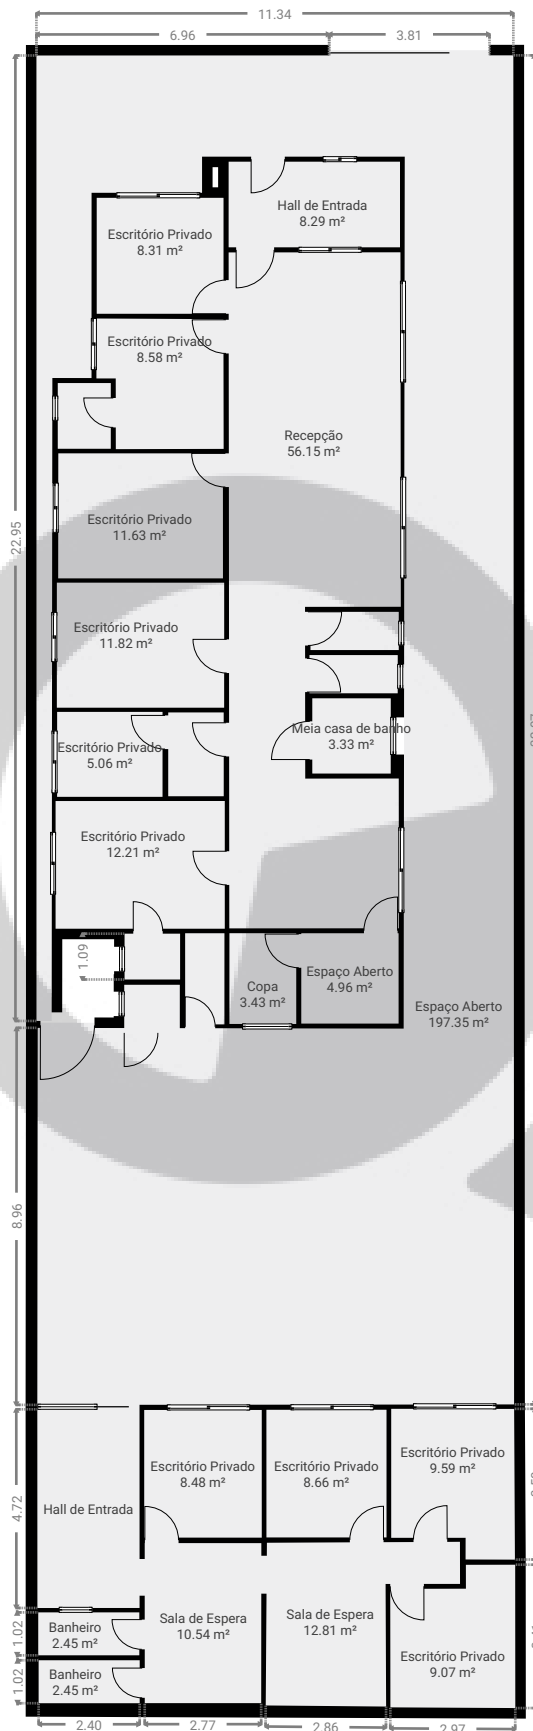 11.34
6.96
3.81
Hall de Entrada
8.29 m²
Escritório Privado
8.31 m²
Escritório Privado
8.58 m²
Recepção
56.15 m²
22.95
Escritório Privado
11.63 m²
Escritório Privado
11.82 m²
Meia casa de banho
3.33 m²
Escritório Privado
5.06 m²
Escritório Privado
12.21 m²
1.09
Copa
3.43 m²
Espaço Aberto
4.96 m²
Espaço Aberto
197.35 m²
8.96
Escritório Privado
8.48 m²
Escritório Privado
8.66 m²
Escritório Privado
9.59 m²
4.72
Hall de Entrada
Sala de Espera
10.54 m²
Sala de Espera
12.81 m²
1.02
Banheiro
2.45 m²
Escritório Privado
9.07 m²
1.02
Banheiro
2.45 m²
2.40
2.77
2.86
2.97